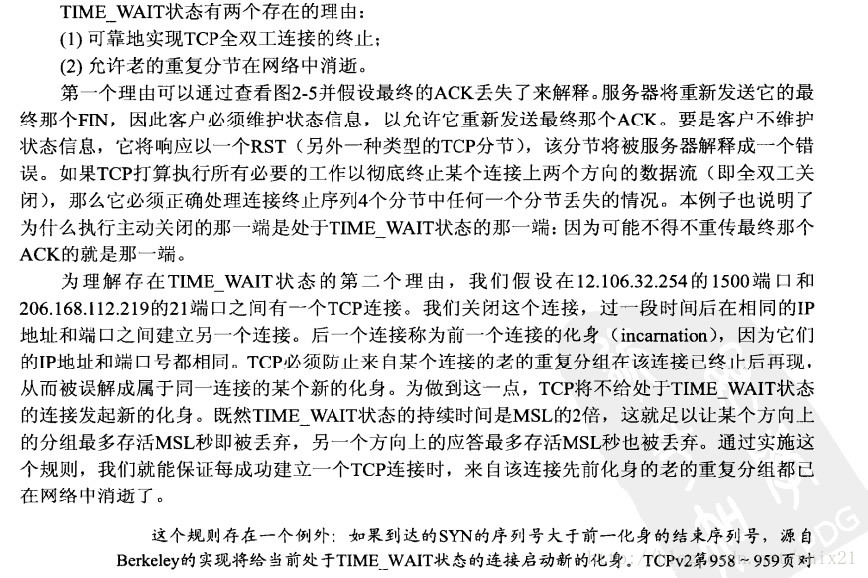 TIME_WAIT状态有两个存在的理由：
(1) 可靠地实现TCP全双工连接的终止；
(2) 允许老的重复分节在网络中消逝。
第一个理由可以通过查看图2-5并假设最终的ACK丢失了来解释。服务器将重新发送它的最
终那个FIN，因此客户必须维护状态信息，以允许它重新发送最终那个ACK。要是客户不维护
状态信息，它将响应以一个RST（另外一种类型的TCP分节），该分节将被服务器解释成一个错
误。如果TCP打算执行所有必要的工作以彻底终止某个连接上两个方向的数据流（即全双工关
闭），那么它必须正确处理连接终止序列4个分节中任何一个分节丢失的情况。本例子也说明了
为什么执行主动关闭的那一端是处于TIME_WAIT状态的那一端：因为可能不得不重传最终那个
ACK的就是那一端。
为理解存在TIME_WAIT状态的第二个理由，我们假设在12.106.32.254的1500端口和
206.168.112.219的21端口之间有一个TCP连接。我们关闭这个连接，过一段时间后在相同的IP
地址和端口之间建立另一个连接。后一个连接称为前一个连接的化身（incarnation），因为它们
的IP地址和端口号都相同。TCP必须防止来自某个连接的老的重复分组在该连接已终止后再现，
从而被误解成属于同一连接的某个新的化身。为做到这一点，TCP将不给处于TIME_WAIT状态
的连接发起新的化身。既然TIME_WAIT状态的持续时间是MSL的2倍，这就足以让某个方向上
的分组最多存活MSL秒即被丢弃，另一个方向上的应答最多存活MSL秒也被丢弃。通过实施这
个规则，我们就能保证每成功建立一个TCP连接时，来自该连接先前化身的老的重复分组都已
在网络中消逝了。
这个规则存在一个例外：如果到达的SYN的序列号大于前一化身的结束序列号，源自
Berkeley的实现将给当前处于TIME_WAIT状态的连接启动新的化身。TCPv2第958～959页对